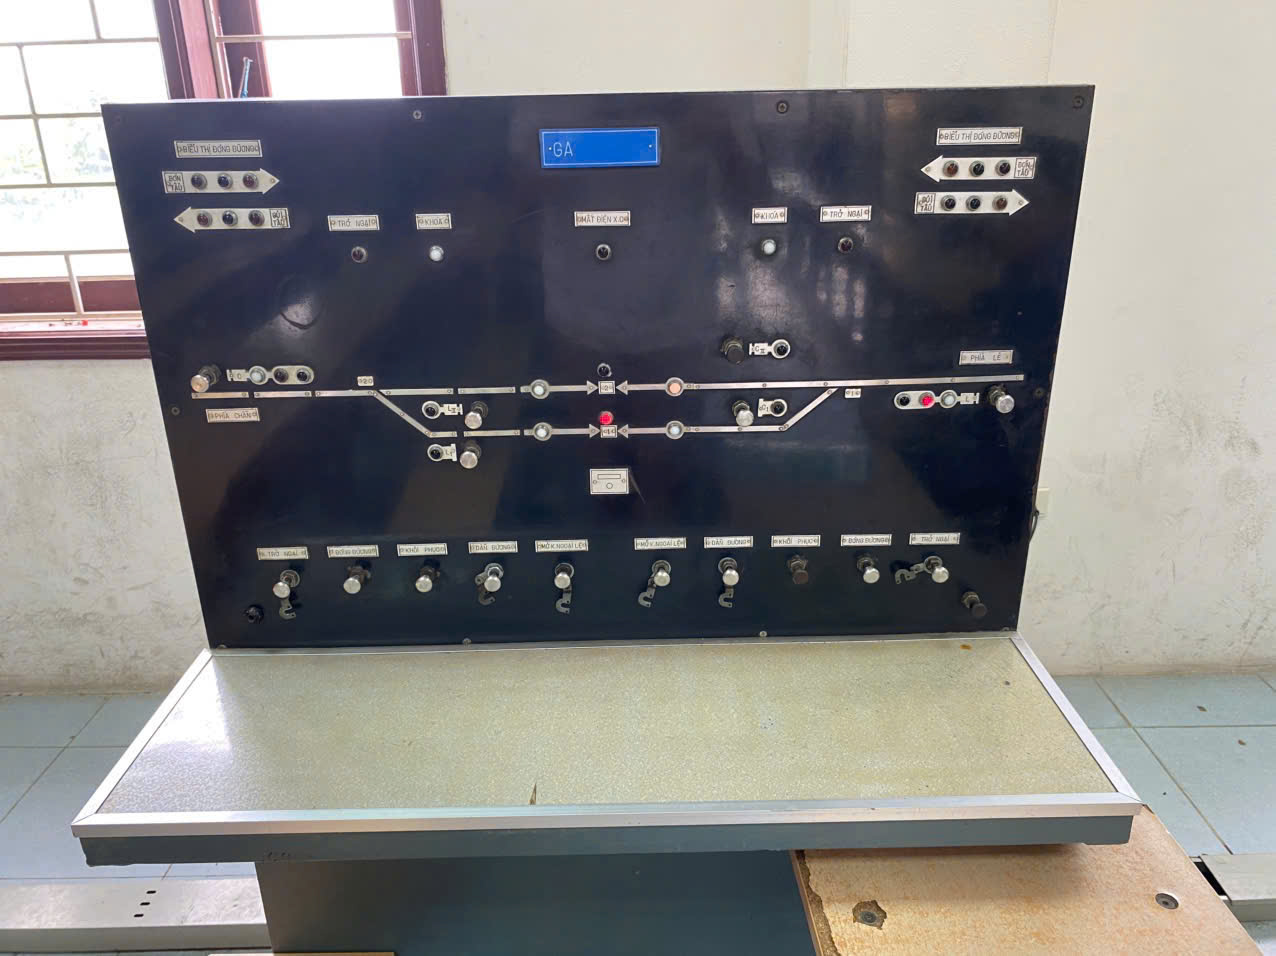 BIỂU THỊ ĐÓNG ĐƯỜNG
ĐÓN
TÀU
GỬI
TÀU
TRỞ NGẠI
KHOÁ
GA
MẤT ĐIỆN X.C
KHOÁ
TRỞ NGẠI
BIỂU THỊ ĐÓNG ĐƯỜNG
ĐÓN
TÀU
GỬI
TÀU
PHÍA LẺ
C
PHÍA CHẴN
TRỞ NGẠI
ĐÓNG ĐƯỜNG
KHÔI PHỤC
DẪN ĐƯỜNG
MỞ K.NGOẠI LỆ
MỞ K.NGOẠI LỆ
DẪN ĐƯỜNG
KHÔI PHỤC
ĐÓNG ĐƯỜNG
TRỞ NGẠI